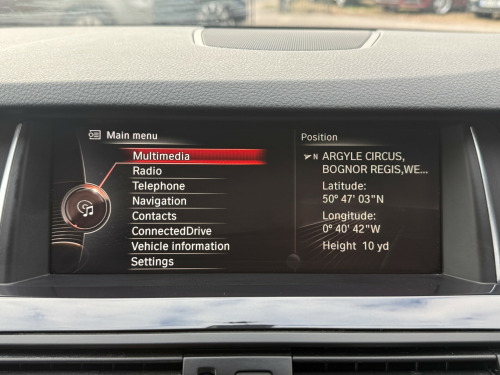 Main menu
Multimedia
Radio
Telephone
Navigation
Contacts
ConnectedDrive
Vehicle information
Settings
Position
N ARGYLE CIRCUS,
BOGNOR REGIS,WE...
Latitude:
50° 47' 03"N
Longitude:
0° 40' 42"W
Height 10 yd